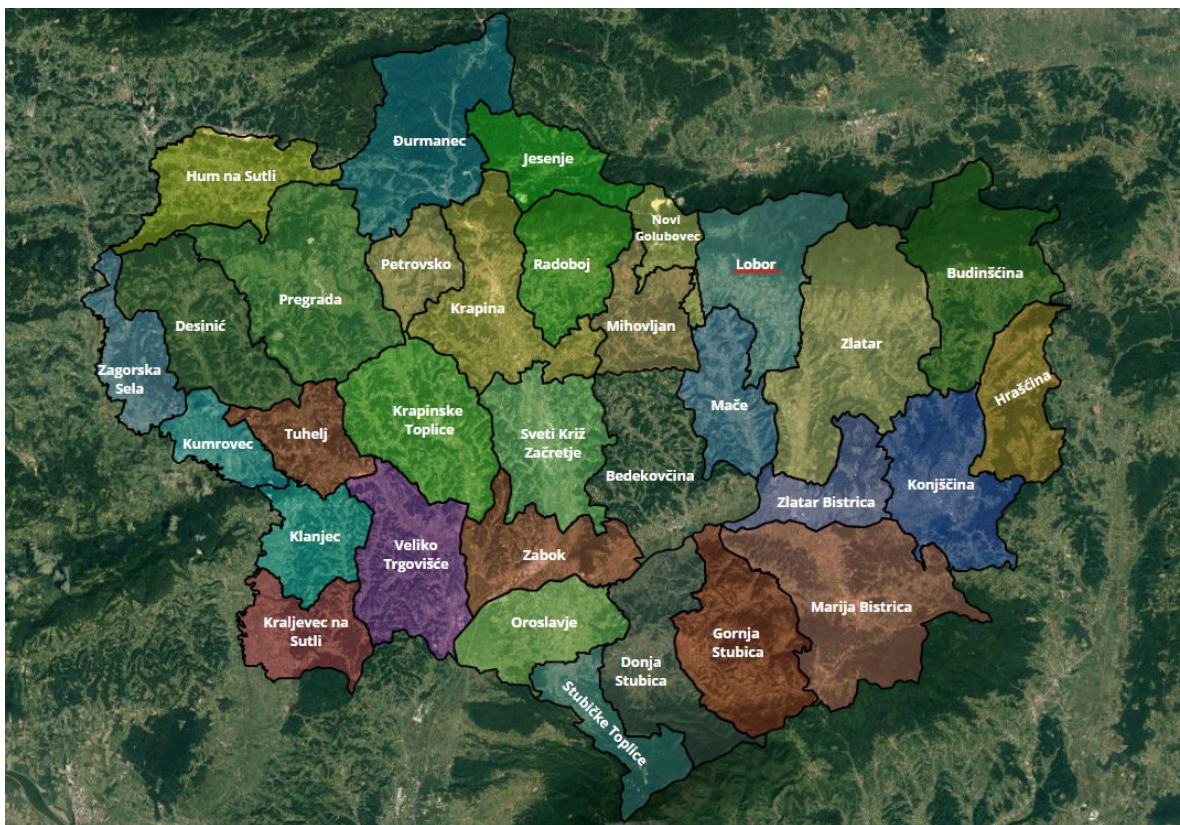 Đurmanec
Jesenje
Hum na Sutli
Novi
Golubovec
Petrovsko
Radoboj
Lobor
Budinšćina
Pregrada
Krapina
Desinić
Mihovljan
Zlatar
Zagorska
Sela
Hrašćina
Mače
Krapinske
Toplice
Tuhelj
Sveti Križ
Začretje
Kumrovec
Bedekovčina
Konjščina
Zlatar Bistrica
Klanjec
Veliko
Trgovišće
Zabok
Marija Bistrica
Kraljevec na
Sutli
Oroslavje
Gornja
Stubica
Donja
Stubica
Stubičke Toplice